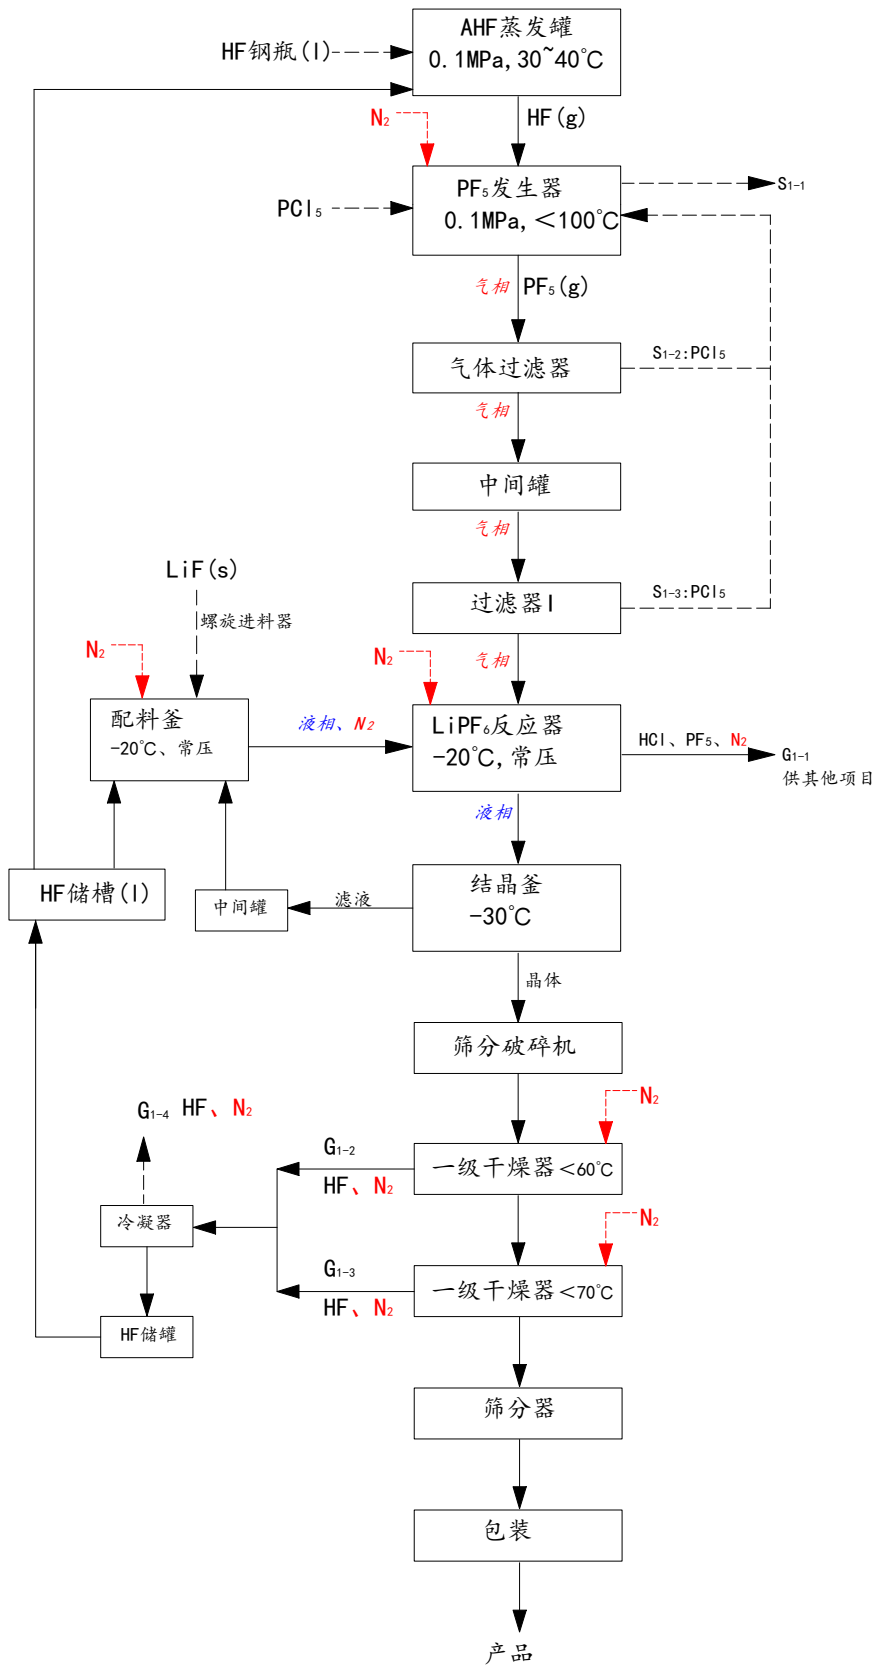 AHF蒸发罐
HF钢瓶(l)
0.1MPa,30~40℃
N₂
HF(g)
PF₅发生器
S₁₋₁
PCl₅
0.1MPa,＜100℃
气相
PF₅(g)
S₁₋₂:PCl₅
气体过滤器
气相
中间罐
气相
LiF(s)
S₁₋₃:PCl₅
过滤器I
螺旋进料器
N₂
N₂
气相
配料釜
-20℃、常压
液相、N₂
LiPF₆反应器
-20℃,常压
HCl、PF₅、N₂
G₁₋₁
供其他项目
液相
HF储槽(l)
中间罐
滤液
结晶釜
-30℃
晶体
筛分破碎机
N₂
G₁₋₄ HF、N₂
G₁₋₂
HF、N₂
一级干燥器＜60℃
冷凝器
N₂
G₁₋₃
HF、N₂
一级干燥器＜70℃
HF储罐
筛分器
包装
产品